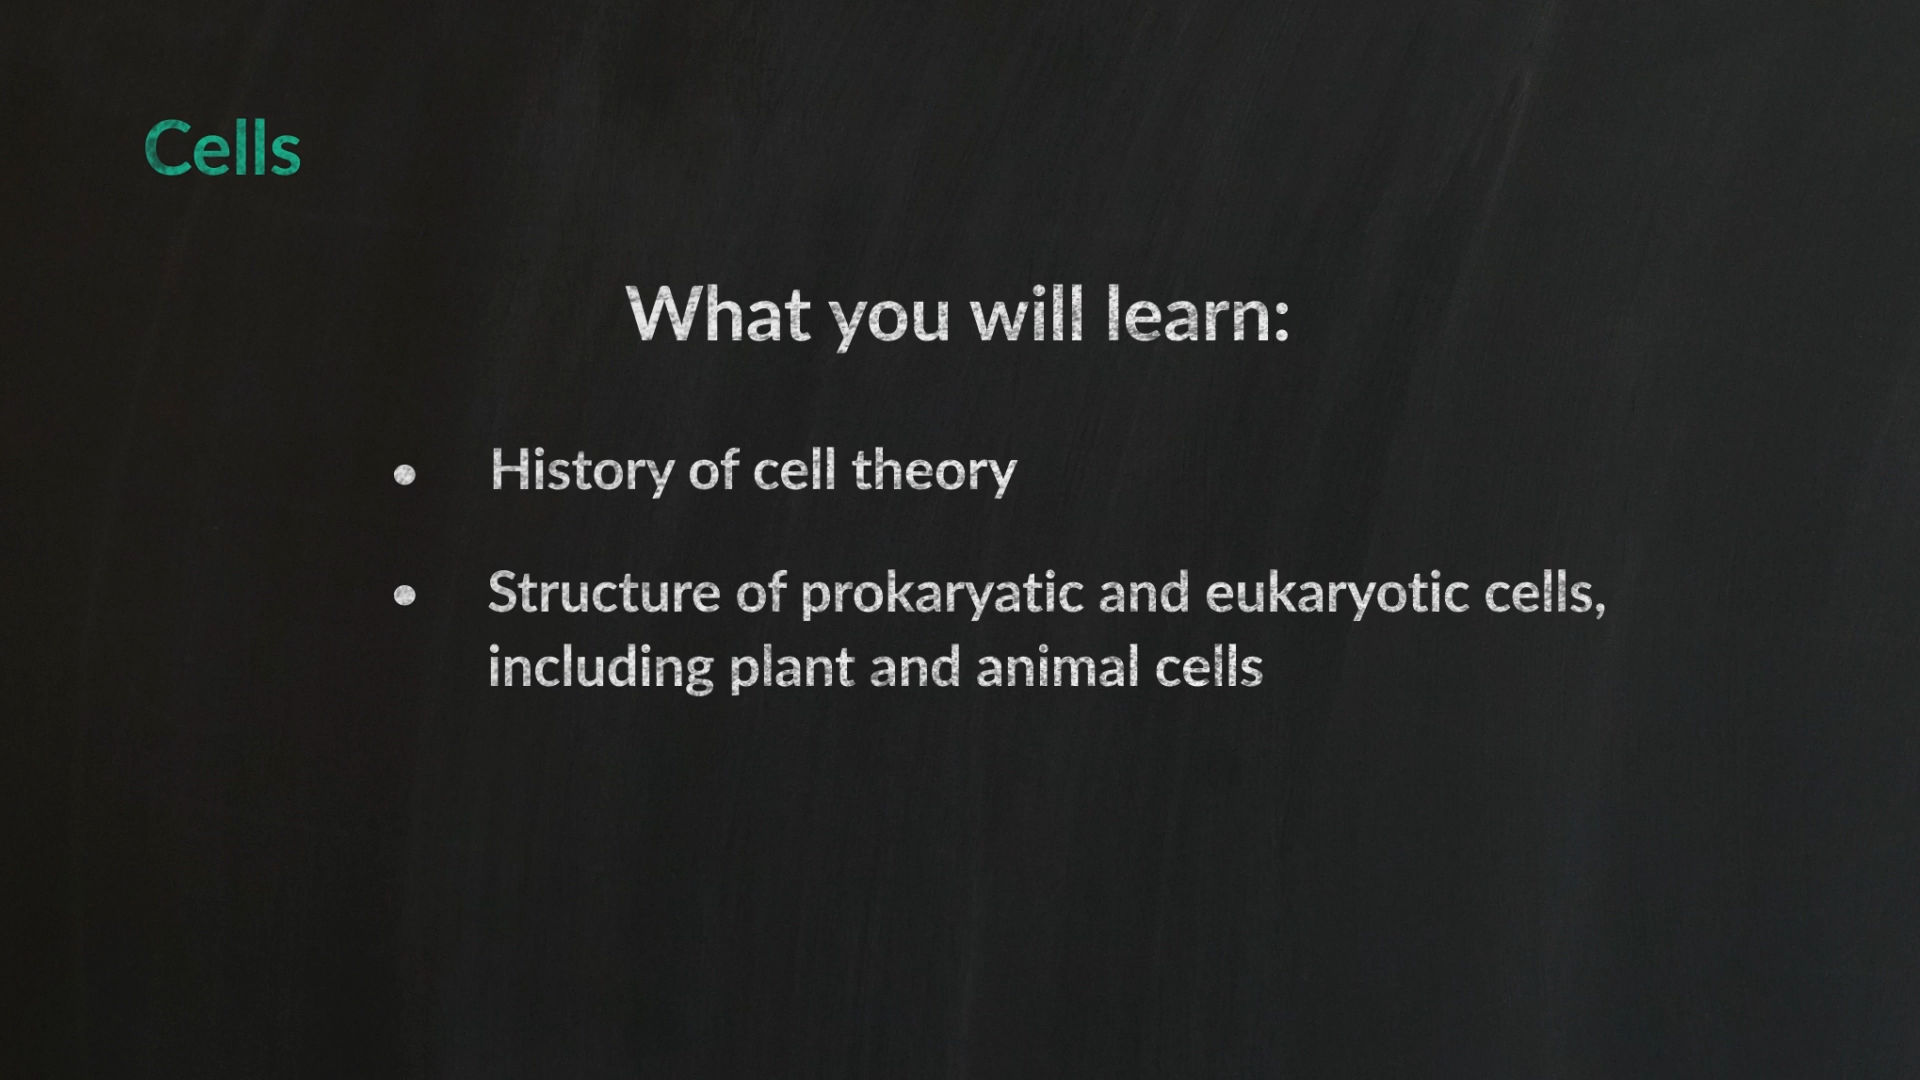 Cells
What you will learn:
• History of cell theory
• Structure of prokaryatic and eukaryotic cells,
including plant and animal cells